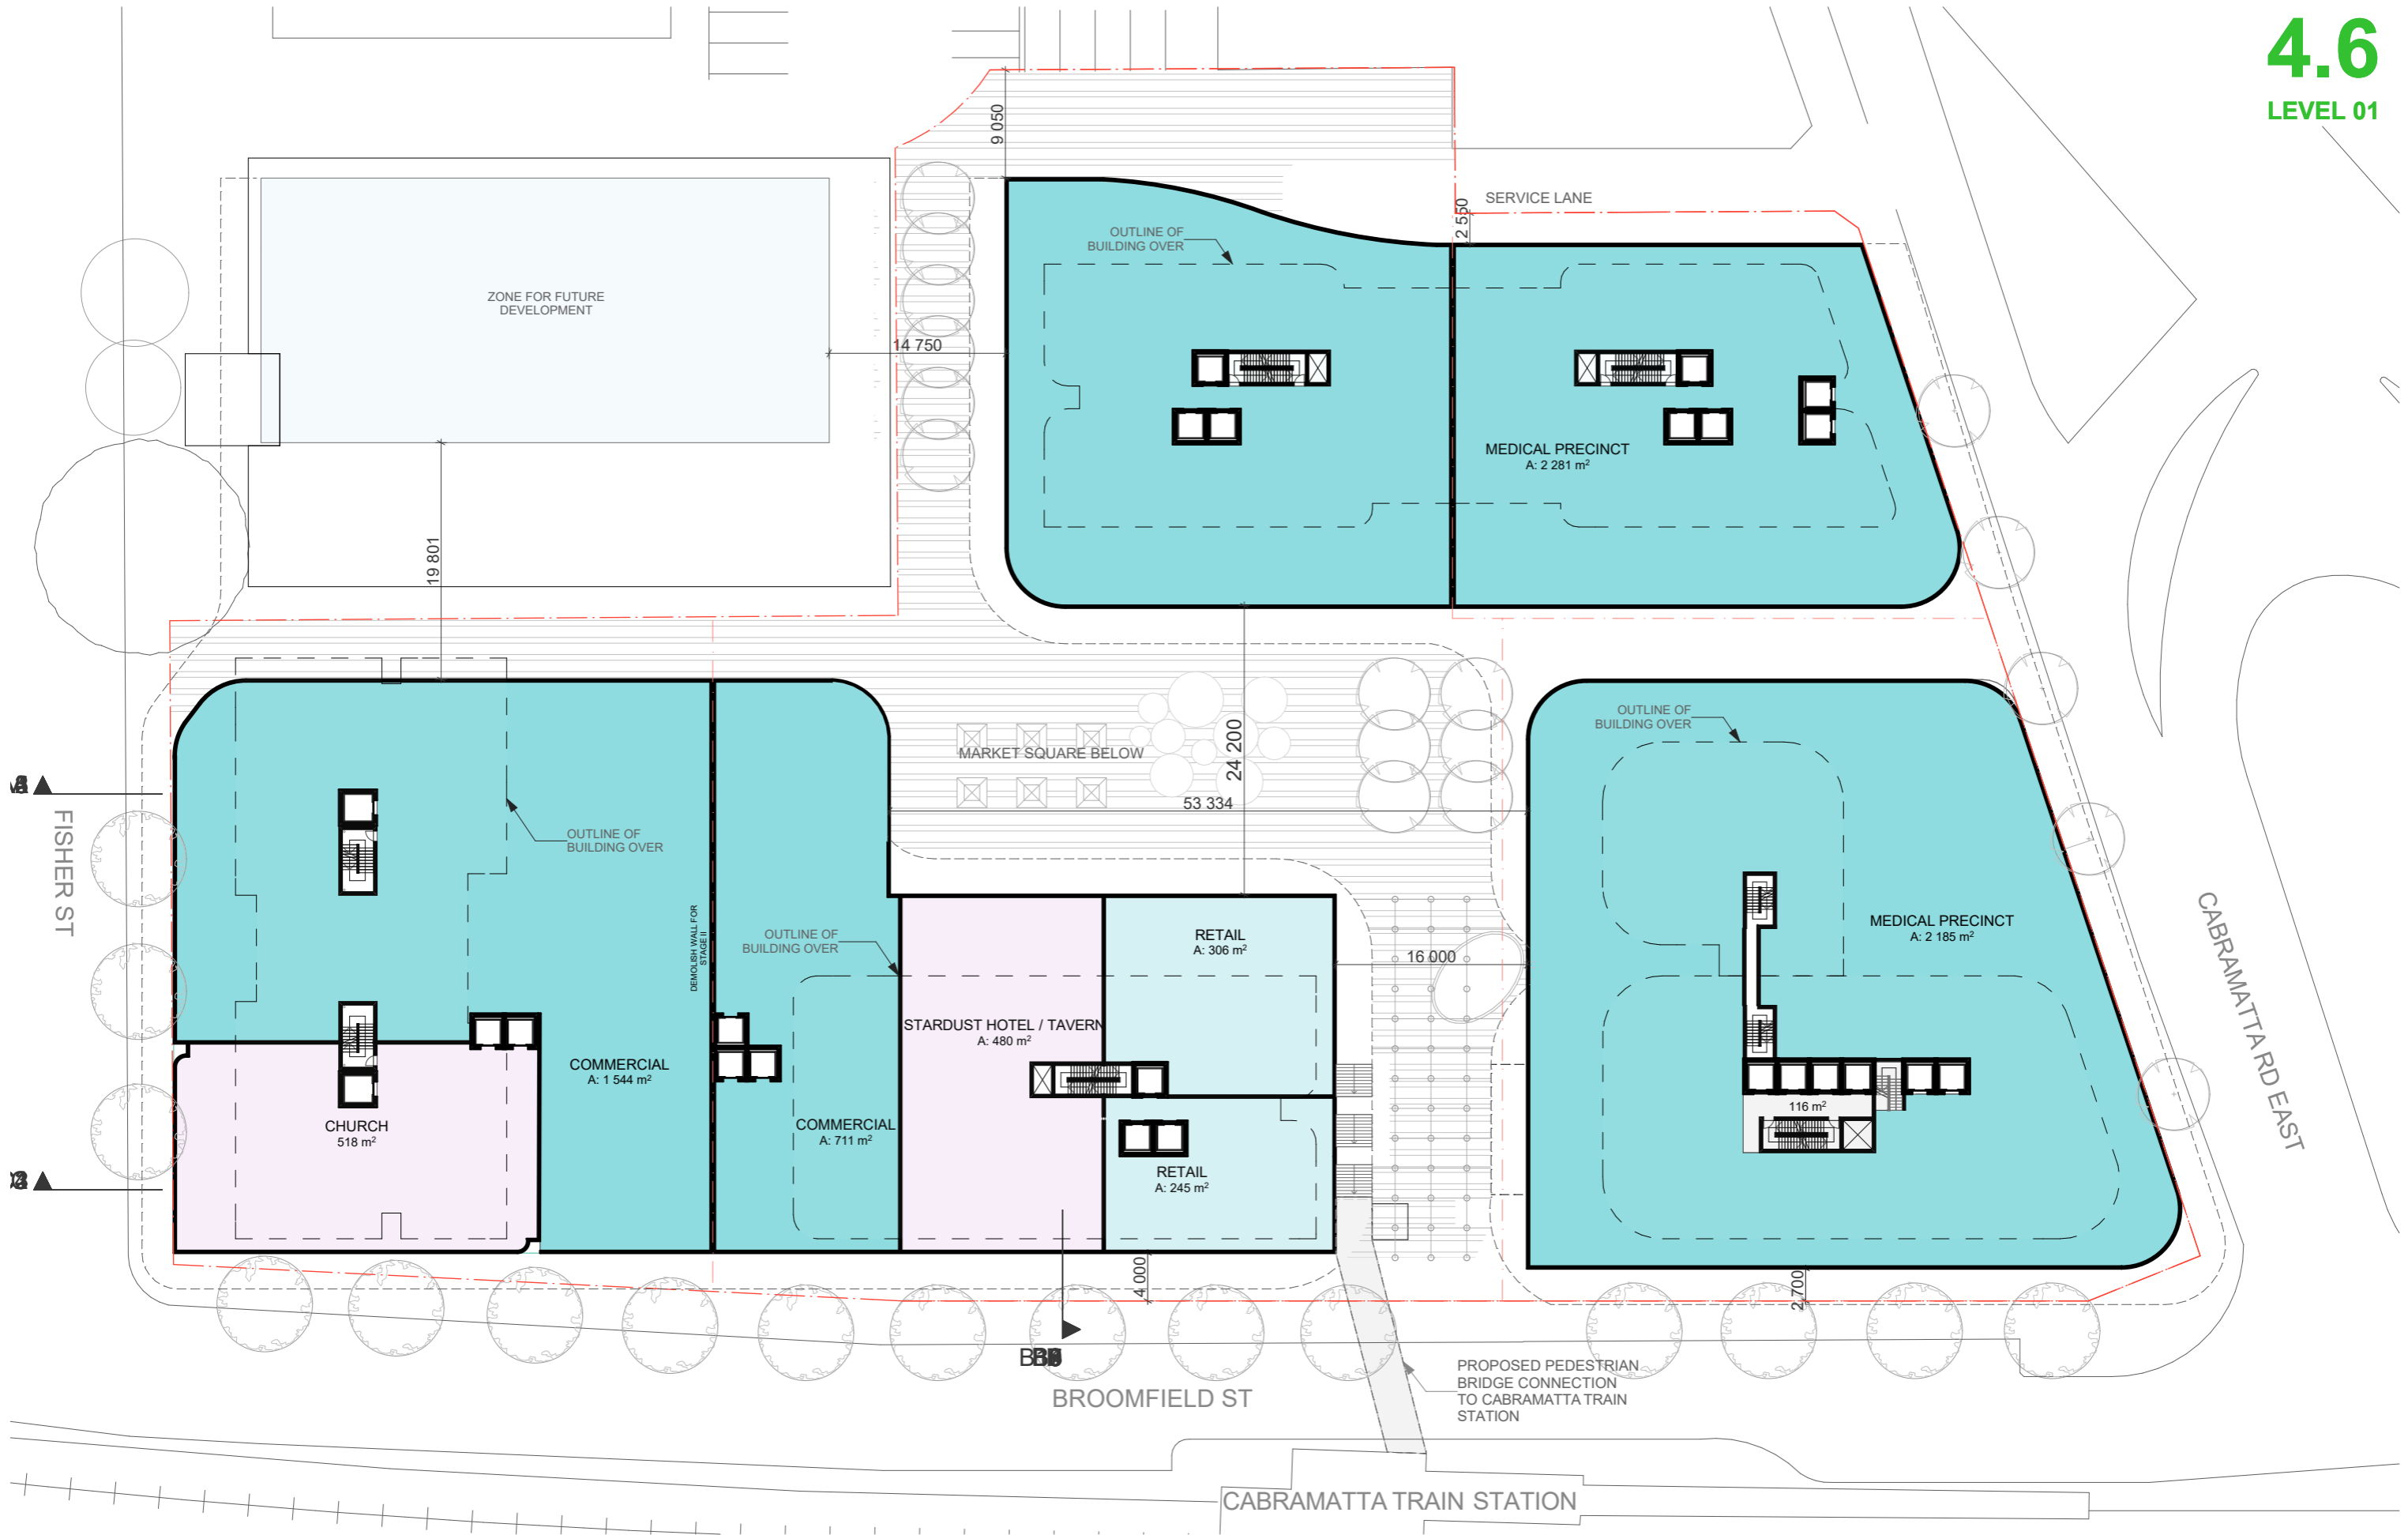 4.6
LEVEL 01
9 050
SERVICE LANE
2 550
OUTLINE OF
BUILDING OVER
ZONE FOR FUTURE
DEVELOPMENT
14 750
MEDICAL PRECINCT
A: 2 281 m²
19 801
OUTLINE OF
BUILDING OVER
MARKET SQUARE BELOW
24 200
53 334
FISHER ST
OUTLINE OF
BUILDING OVER
DEMOLISH WALL FOR
STAGE II
OUTLINE OF
BUILDING OVER
RETAIL
A: 306 m²
16 000
MEDICAL PRECINCT
A: 2 185 m²
CABRAMATTA RD EAST
STARDUST HOTEL / TAVERN
A: 480 m²
COMMERCIAL
A: 1 544 m²
116 m²
CHURCH
518 m²
COMMERCIAL
A: 711 m²
RETAIL
A: 245 m²
4 000
2 700
BROOMFIELD ST
PROPOSED PEDESTRIAN
BRIDGE CONNECTION
TO CABRAMATTA TRAIN
STATION
CABRAMATTA TRAIN STATION